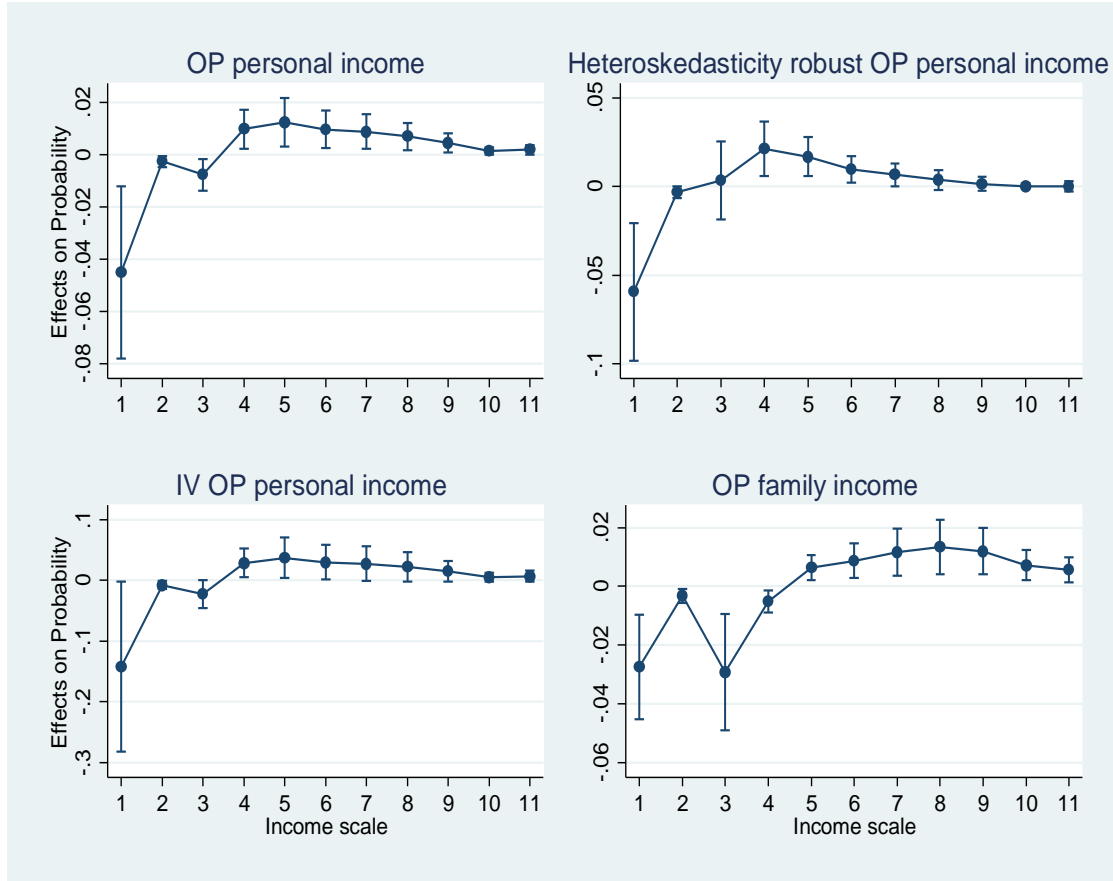 OP personal income
Effects on Probability
.02
0
-.02
-.04
-.06
-.08
1 2 3 4 5 6 7 8 9 10 11
Heteroskedasticity robust OP personal income
.05
0
-.05
-.1
1 2 3 4 5 6 7 8 9 10 11
IV OP personal income
Effects on Probability
.1
0
-.1
-.2
-.3
1 2 3 4 5 6 7 8 9 10 11
Income scale
OP family income
.02
0
-.02
-.04
-.06
1 2 3 4 5 6 7 8 9 10 11
Income scale